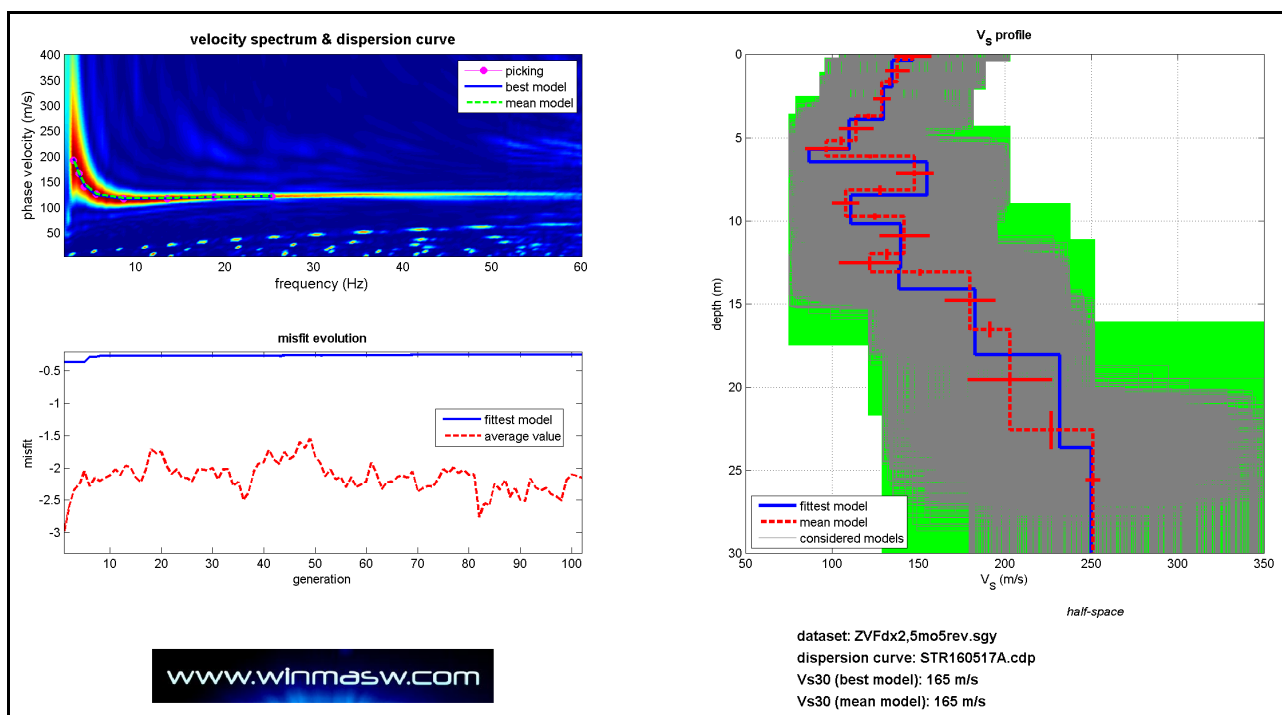 velocity spectrum & dispersion curve
400
350
300
250
200
150
100
50
phase velocity (m/s)
picking
best model
mean model
10
20
30
40
50
60
frequency (Hz)
misfit evolution
-0.5
-1
-1.5
-2
-2.5
-3
misfit
fittest model
average value
10
20
30
40
50
60
70
80
90
100
generation
www.winmasw.com
VS profile
0
5
10
15
20
25
30
depth (m)
fittest model
mean model
considered models
50
100
150
200
250
300
350
VS (m/s)
half-space
dataset: ZVFdx2,5mo5rev.sgy
dispersion curve: STR160517A.cdp
Vs30 (best model): 165 m/s
Vs30 (mean model): 165 m/s